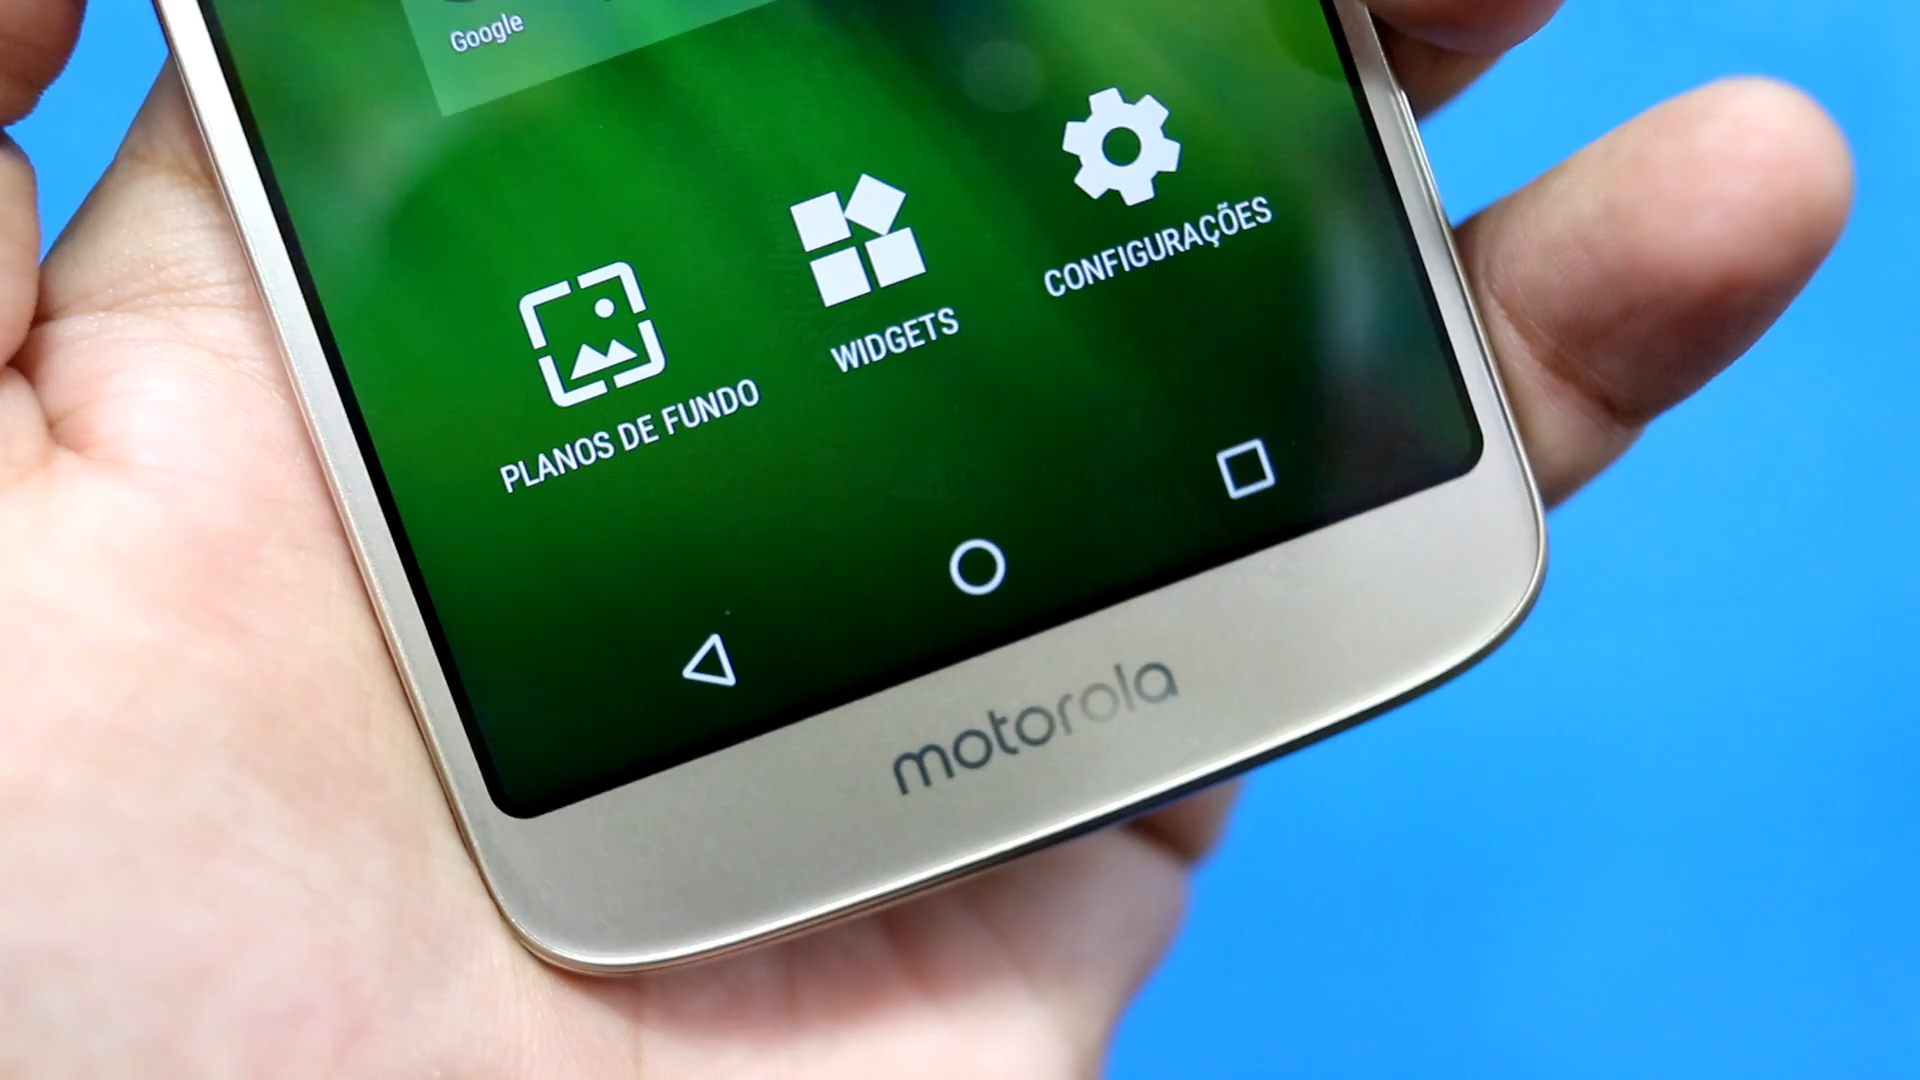 Google
PLANOS DE FUNDO
WIDGETS
CONFIGURAÇÕES
motorola